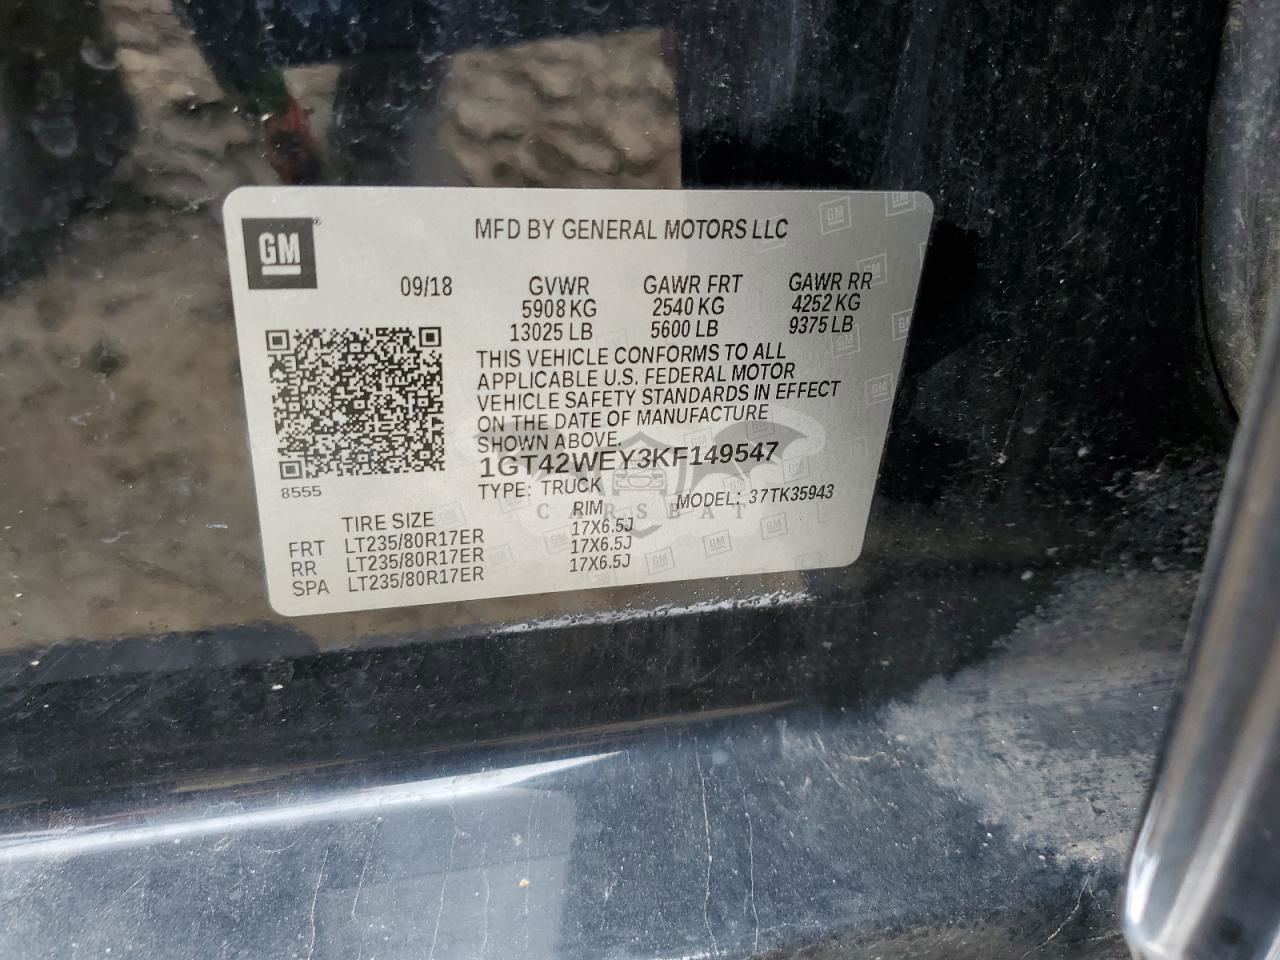 GM®
MFD BY GENERAL MOTORS LLC
09/18
GVWR GAWR FRT GAWR RR
5908 KG 2540 KG 4252 KG
13025 LB 5600 LB 9375 LB
THIS VEHICLE CONFORMS TO ALL
APPLICABLE U.S. FEDERAL MOTOR
VEHICLE SAFETY STANDARDS IN EFFECT
ON THE DATE OF MANUFACTURE
SHOWN ABOVE.
1GT42WEY3KF149547
8555
TYPE: TRUCK MODEL: 37TK35943
CARSBAT
TIRE SIZE RIM
FRT LT235/80R17ER 17X6.5J
RR LT235/80R17ER 17X6.5J
SPA LT235/80R17ER 17X6.5J